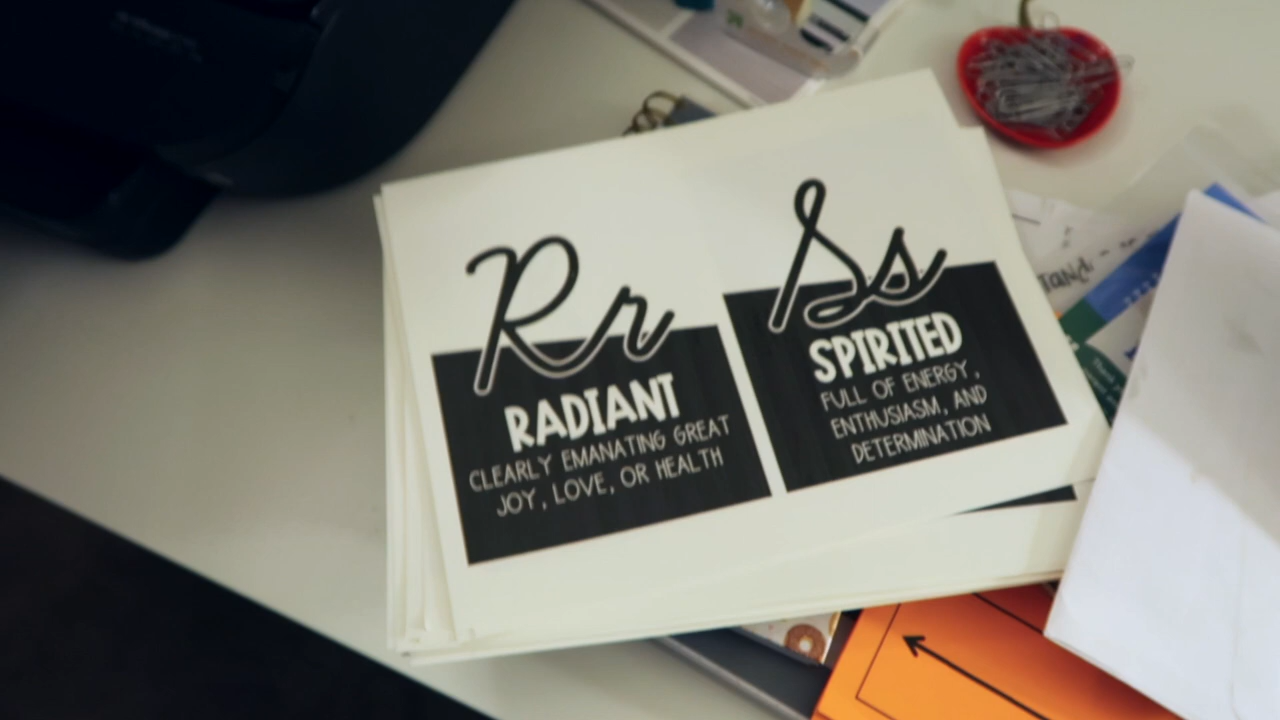 Rr
RADIANT
CLEARLY EMANATING GREAT
JOY, LOVE, OR HEALTH
Ss
SPIRITED
FULL OF ENERGY,
ENTHUSIASM, AND
DETERMINATION